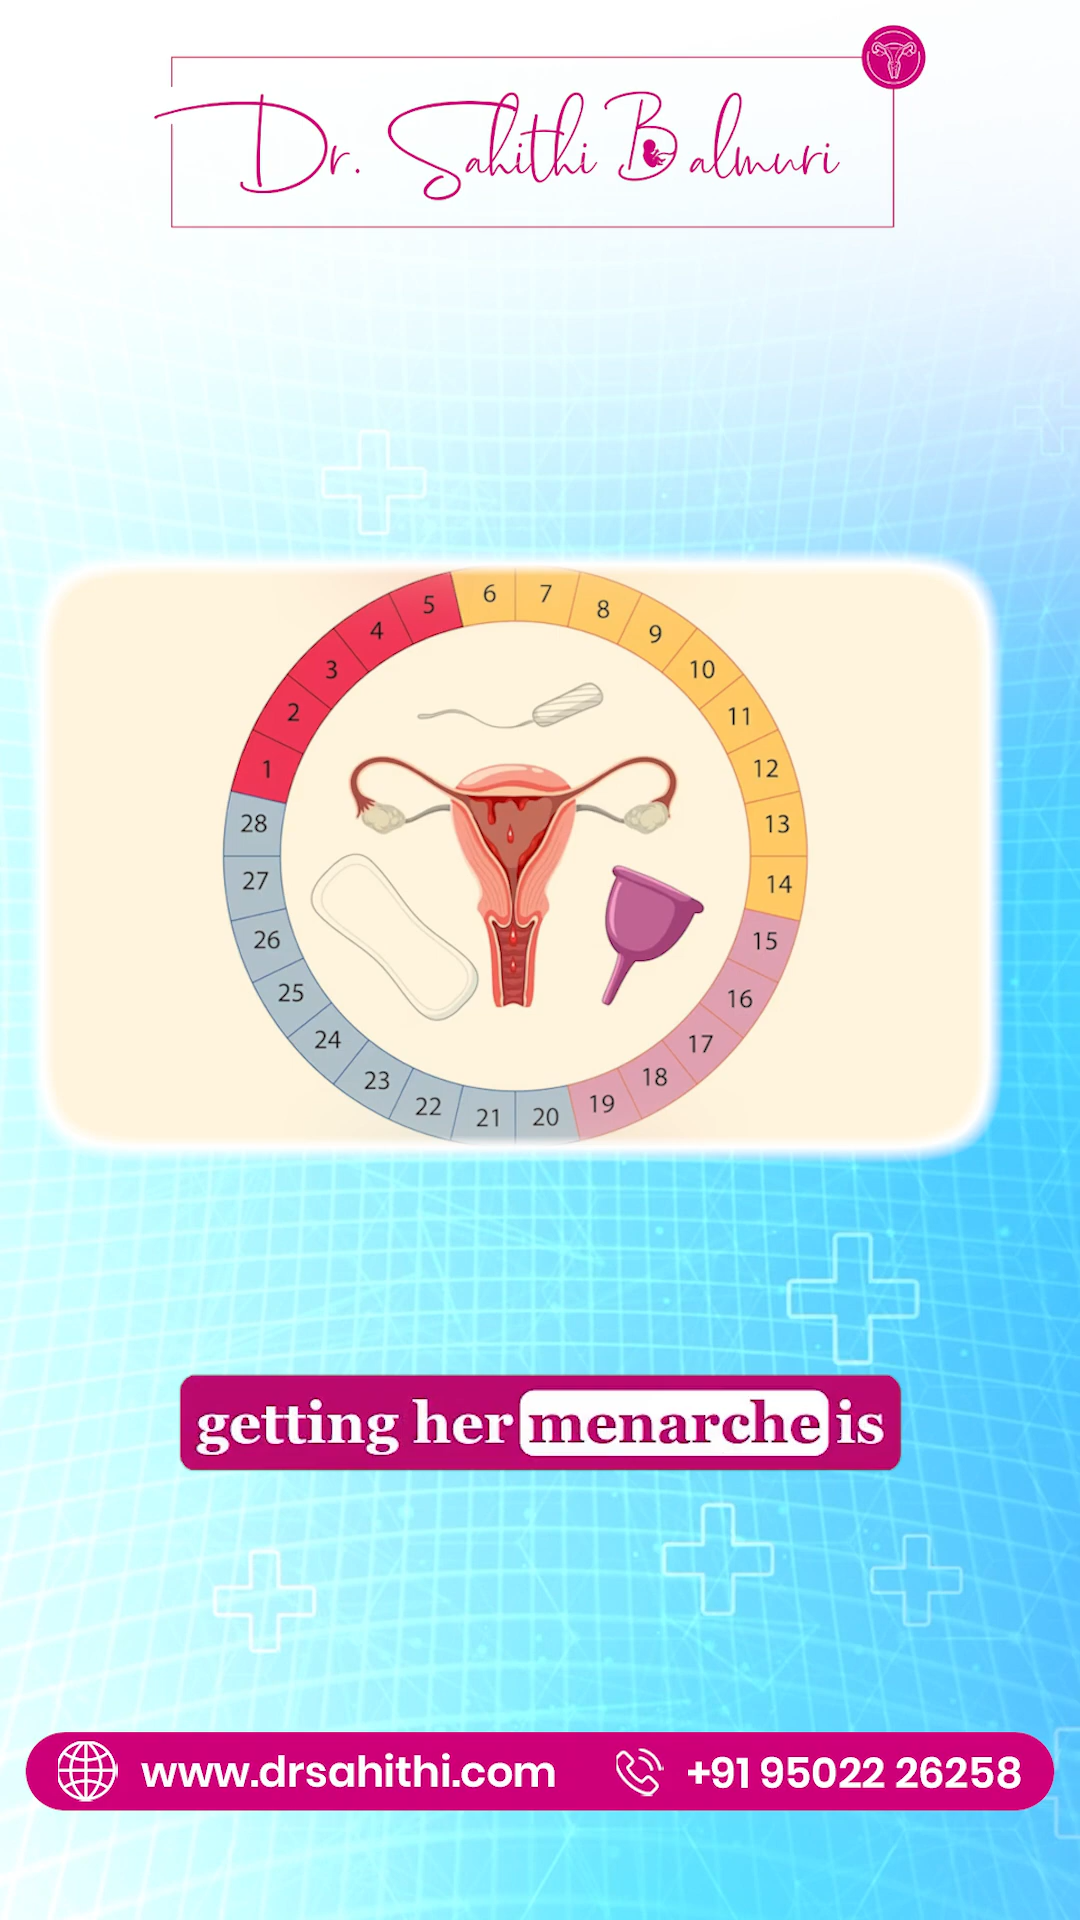 Dr. Sahithi Balmuri
5 6 7
4 8
3 9
2 10
1 11
28 12
27 13
26 14
25 15
24 16
23 17
22 18
21 20 19
getting her menarche is
www.drsahithi.com +91 95022 26258